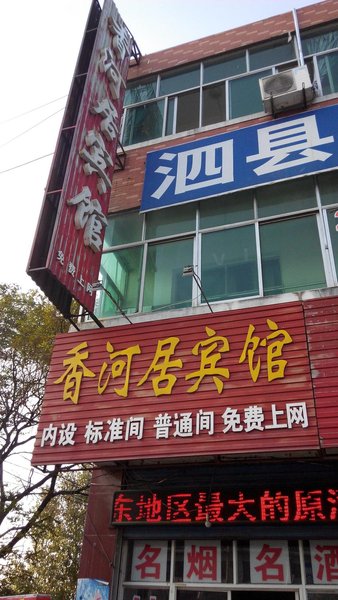 香河居宾馆
免费上
泗县
香河居宾馆
内设 标准间 普通间 免费上网
东地区最大的原酒
名烟名酒